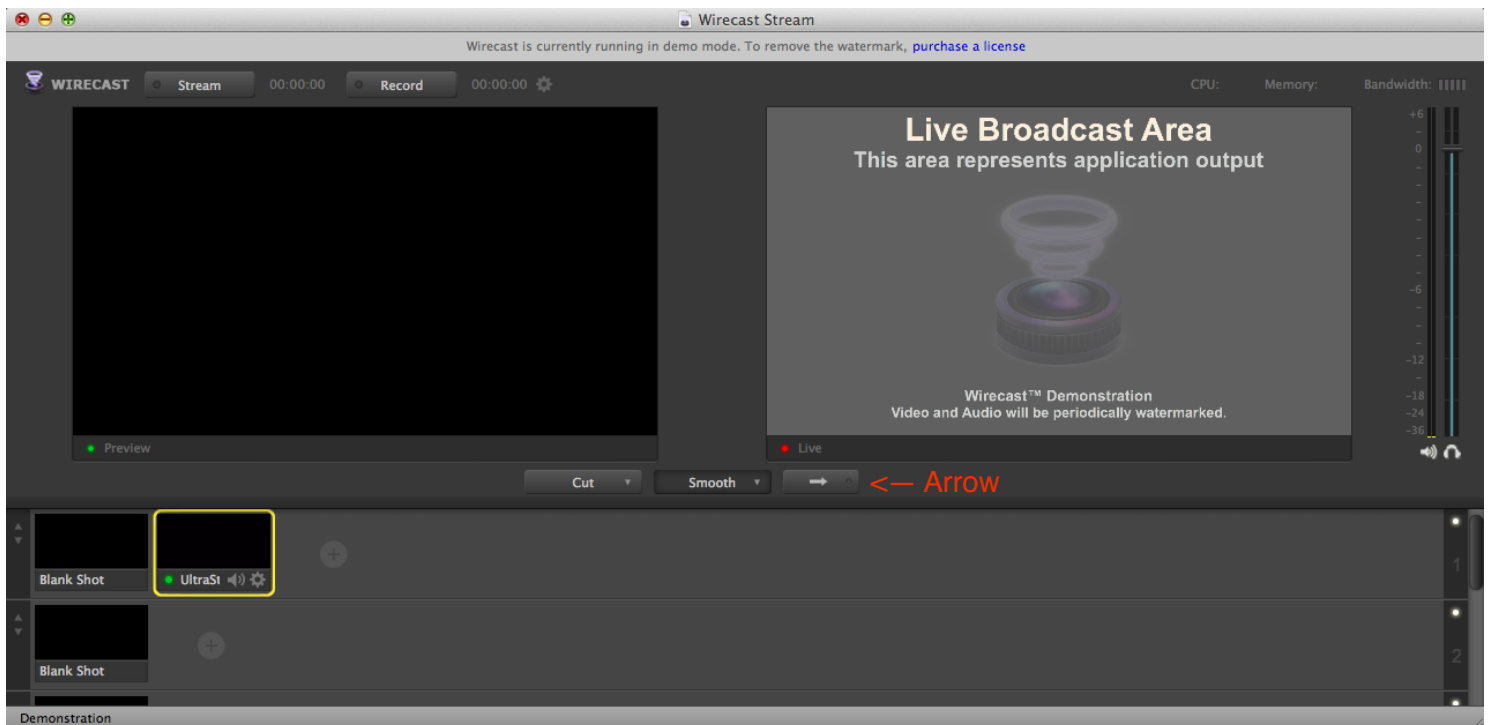 Wirecast Stream
Wirecast is currently running in demo mode. To remove the watermark, purchase a license
WIRECAST Stream 00:00:00 Record 00:00:00 CPU: Memory: Bandwidth:
Live Broadcast Area
This area represents application output
Wirecast™ Demonstration
Video and Audio will be periodically watermarked.
+6
-
0
-
-
-
-
-
-
-
-6
-
-
-
-12
-
-18
-24
-36
Preview
Live
Cut Smooth <— Arrow
Blank Shot UltraSt
1
Blank Shot
2
Demonstration